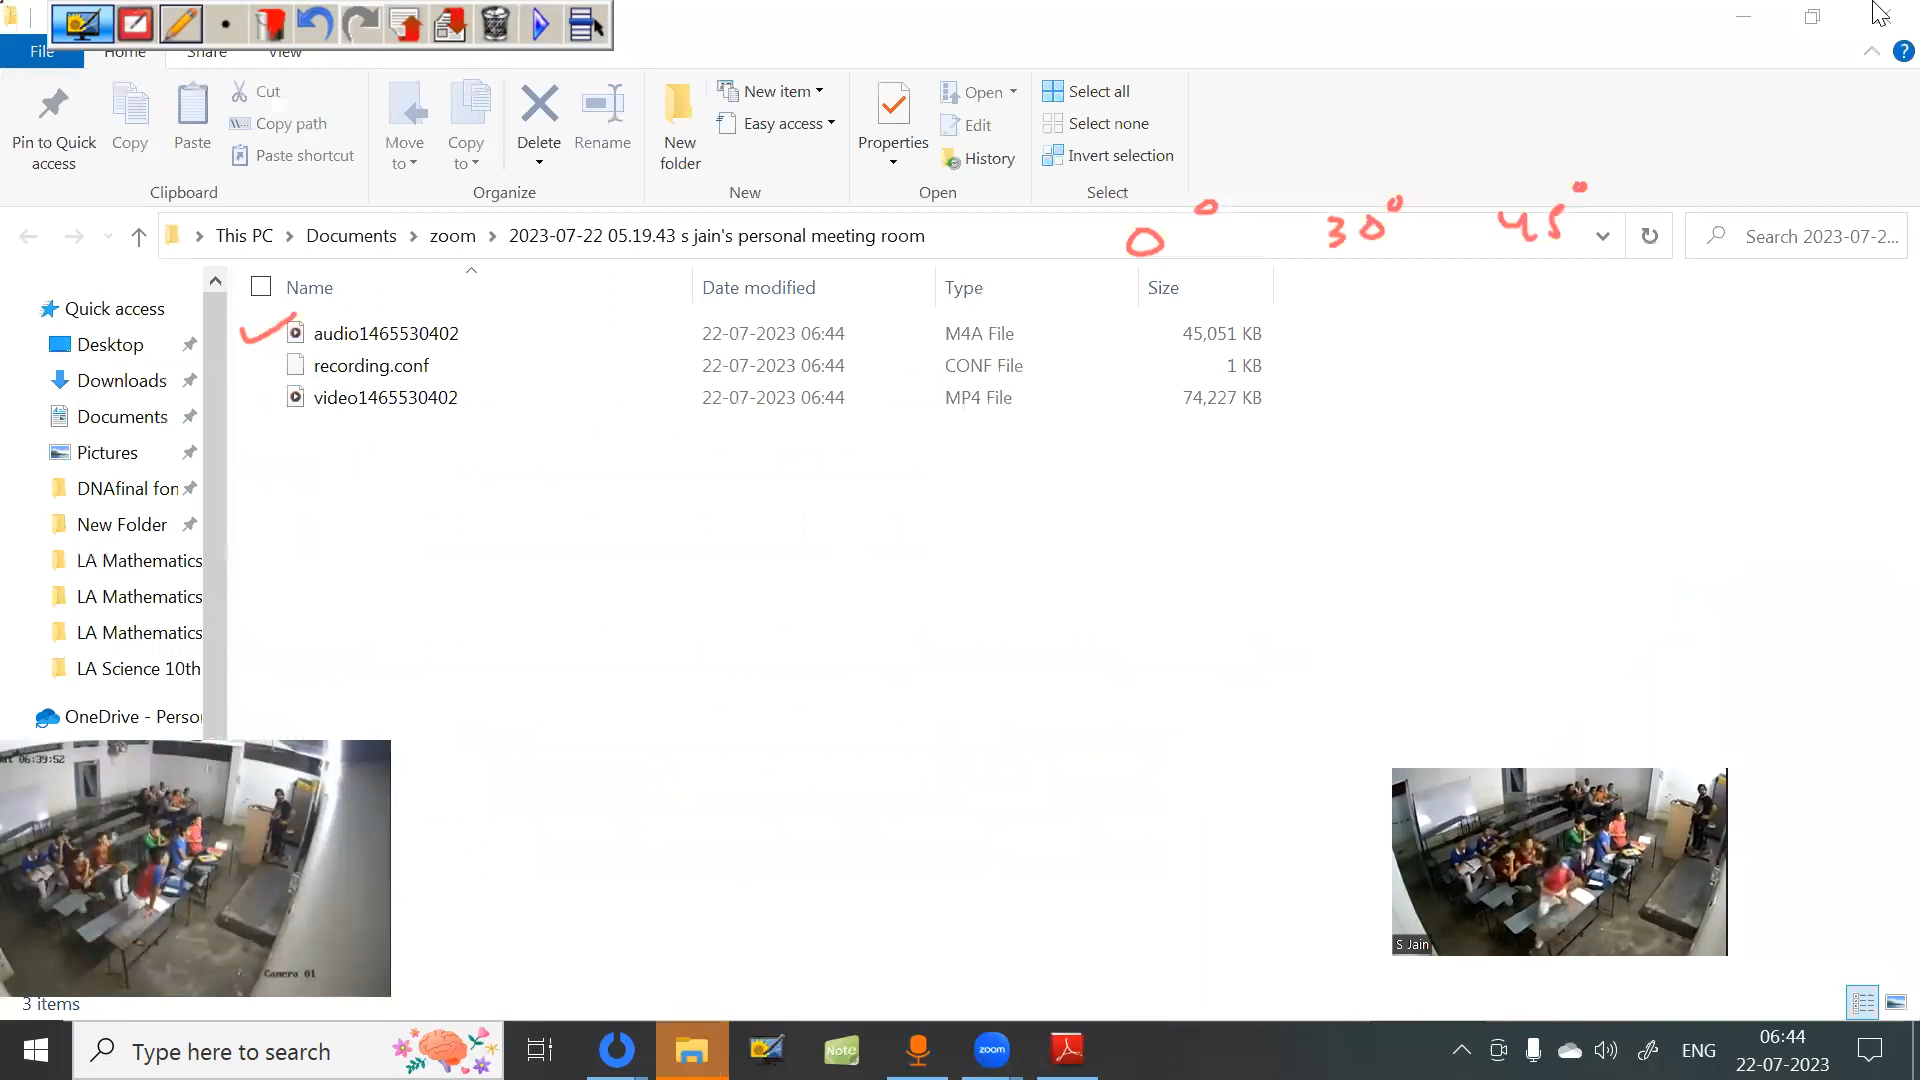 File Home Share View
Pin to Quick access
Copy
Paste
Cut
Copy path
Paste shortcut
Clipboard
Move to
Copy to
Delete
Rename
Organize
New folder
New item
Easy access
New
Properties
Open
Edit
History
Open
Select all
Select none
Invert selection
Select
0° 30° 45°
This PC > Documents > zoom > 2023-07-22 05.19.43 s jain's personal meeting room
Search 2023-07-2...
Name Date modified Type Size
audio1465530402 22-07-2023 06:44 M4A File 45,051 KB
recording.conf 22-07-2023 06:44 CONF File 1 KB
video1465530402 22-07-2023 06:44 MP4 File 74,227 KB
Quick access
Desktop
Downloads
Documents
Pictures
DNAfinal fon
New Folder
LA Mathematics
LA Mathematics
LA Mathematics
LA Science 10th
OneDrive - Perso
06:39:52
Camera 01
S Jain
3 items
Type here to search
Note
zoom
ENG
06:44
22-07-2023